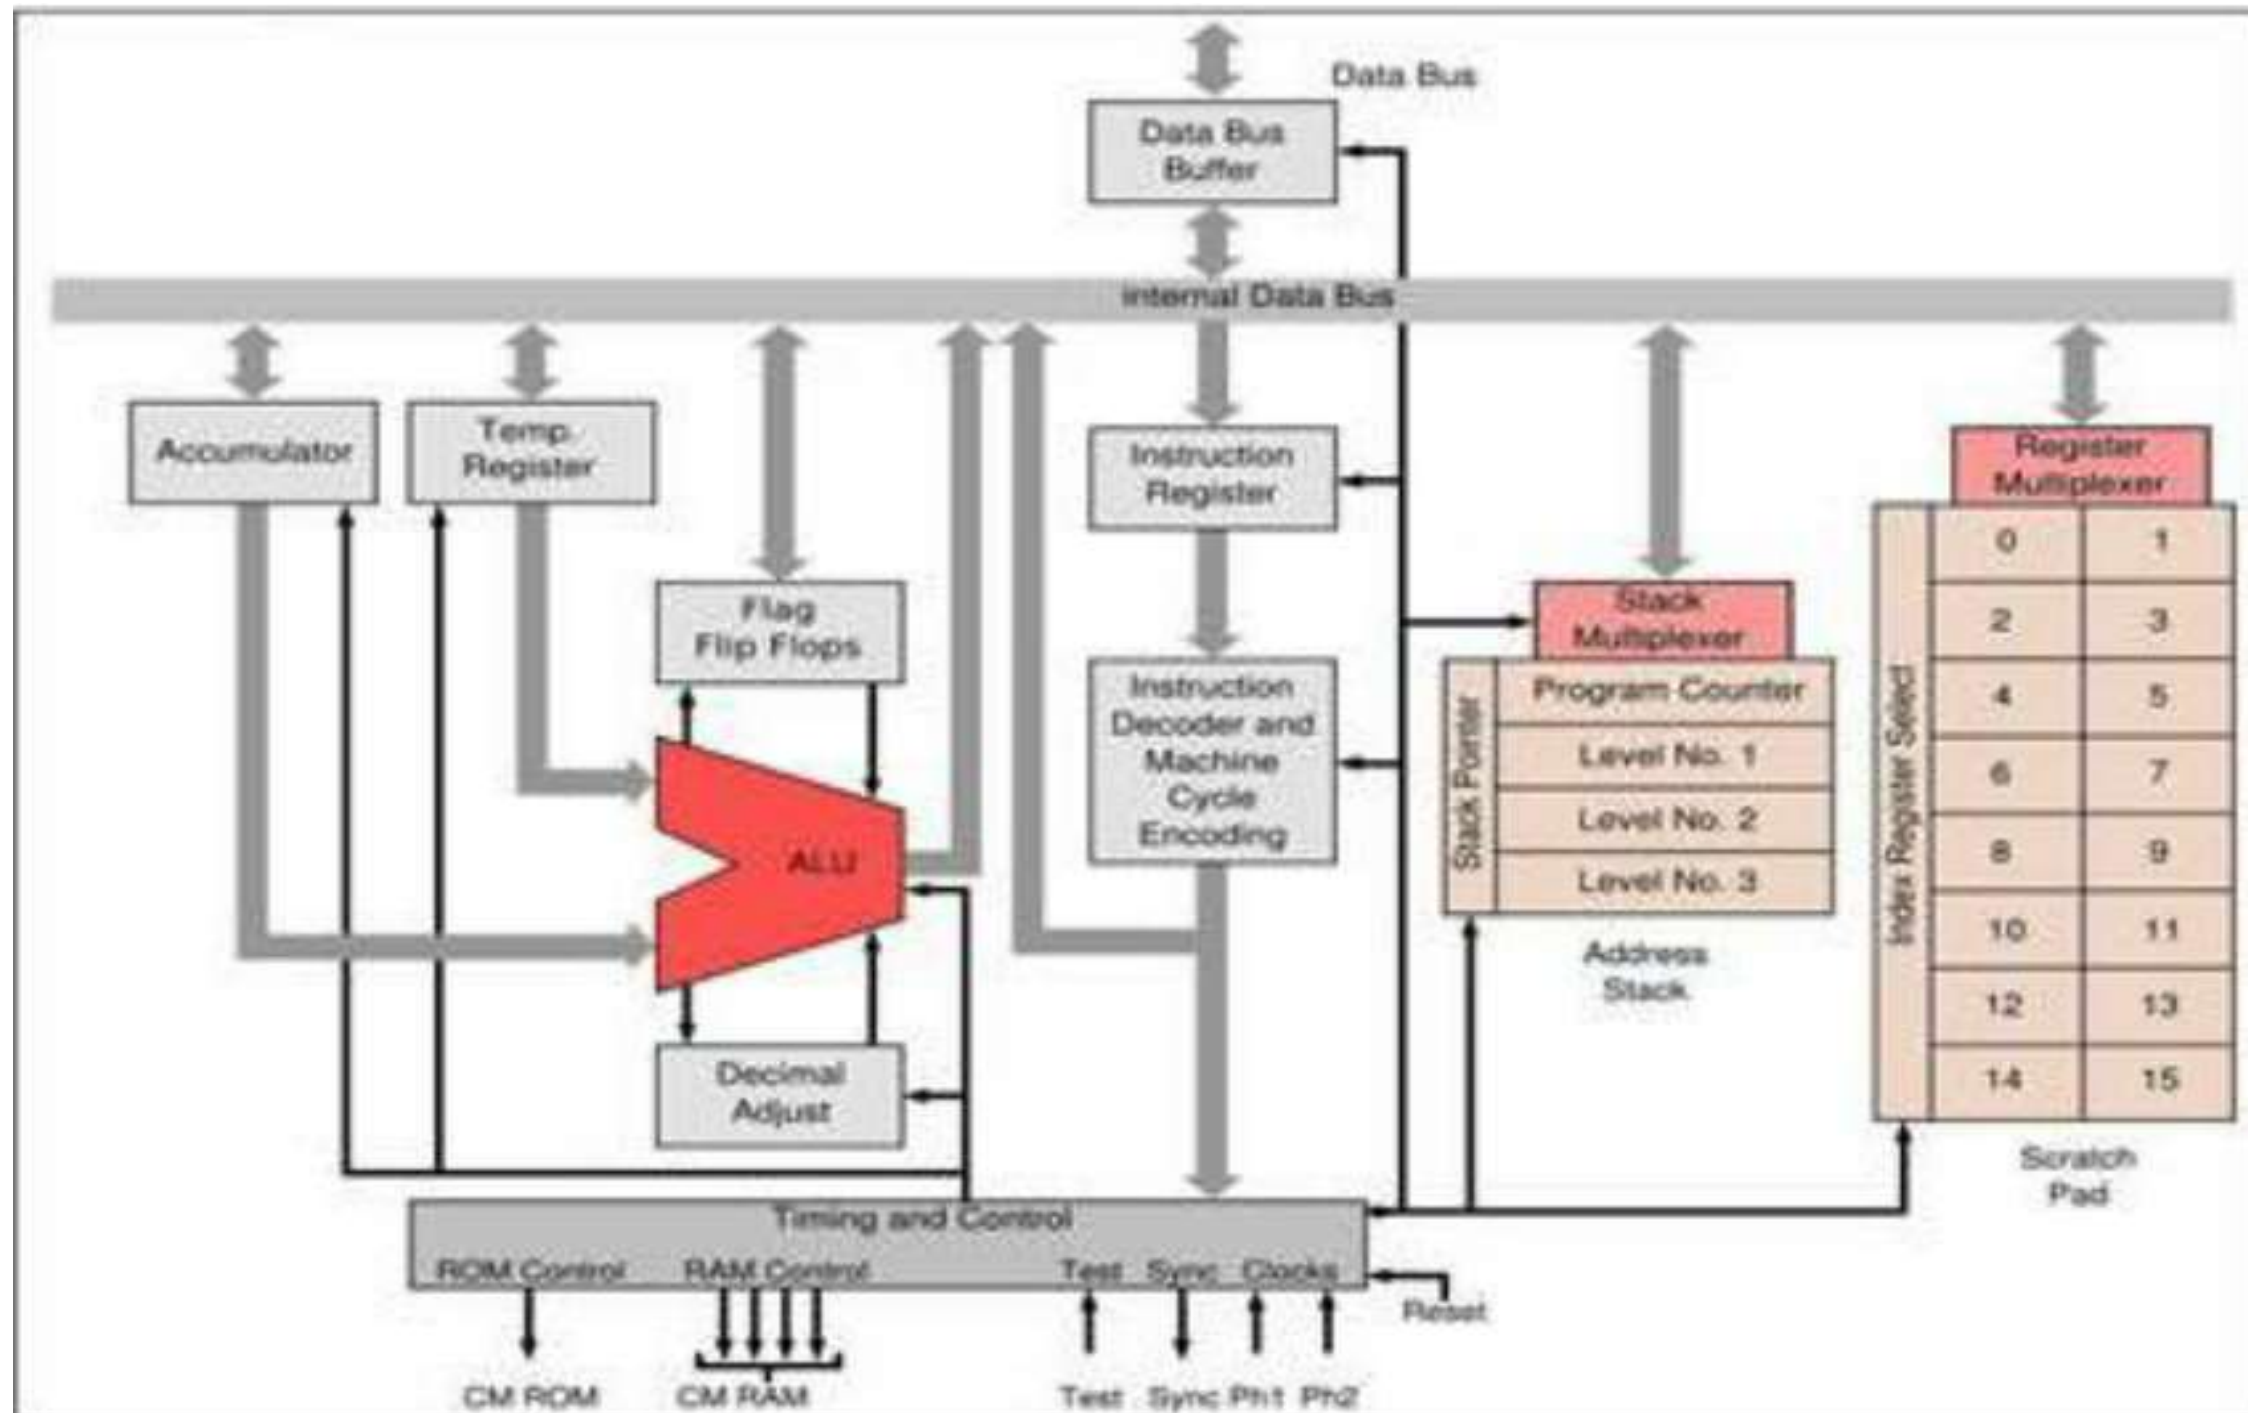 Data Bus
Data Bus
Buffer
internal Data Bus
Accumulator
Temp.
Register
Instruction
Register
Register
Multiplexer
Flag
Flip Flops
Stack
Multiplexer
Instruction
Decoder and
Machine
Cycle
Encoding
ALU
Stack Pointer
Program Counter
Level No. 1
Level No. 2
Level No. 3
Address
Stack
Index Register Select
0 1
2 3
4 5
6 7
8 9
10 11
12 13
14 15
Scratch
Pad
Decimal
Adjust
Timing and Control
ROM Control RAM Control Test Sync Clocks
Reset
CM ROM CM RAM Test Sync Ph1 Ph2